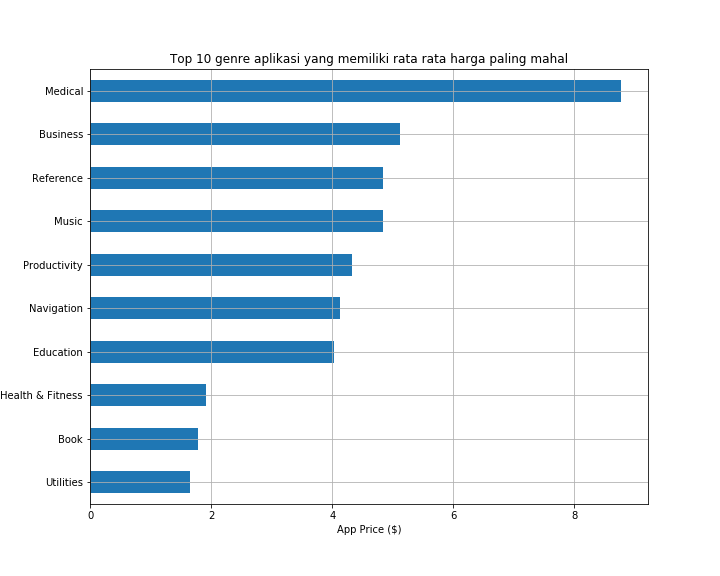 Top 10 genre aplikasi yang memiliki rata rata harga paling mahal
Medical
Business
Reference
Music
Productivity
Navigation
Education
Health & Fitness
Book
Utilities
0 2 4 6 8
App Price ($)